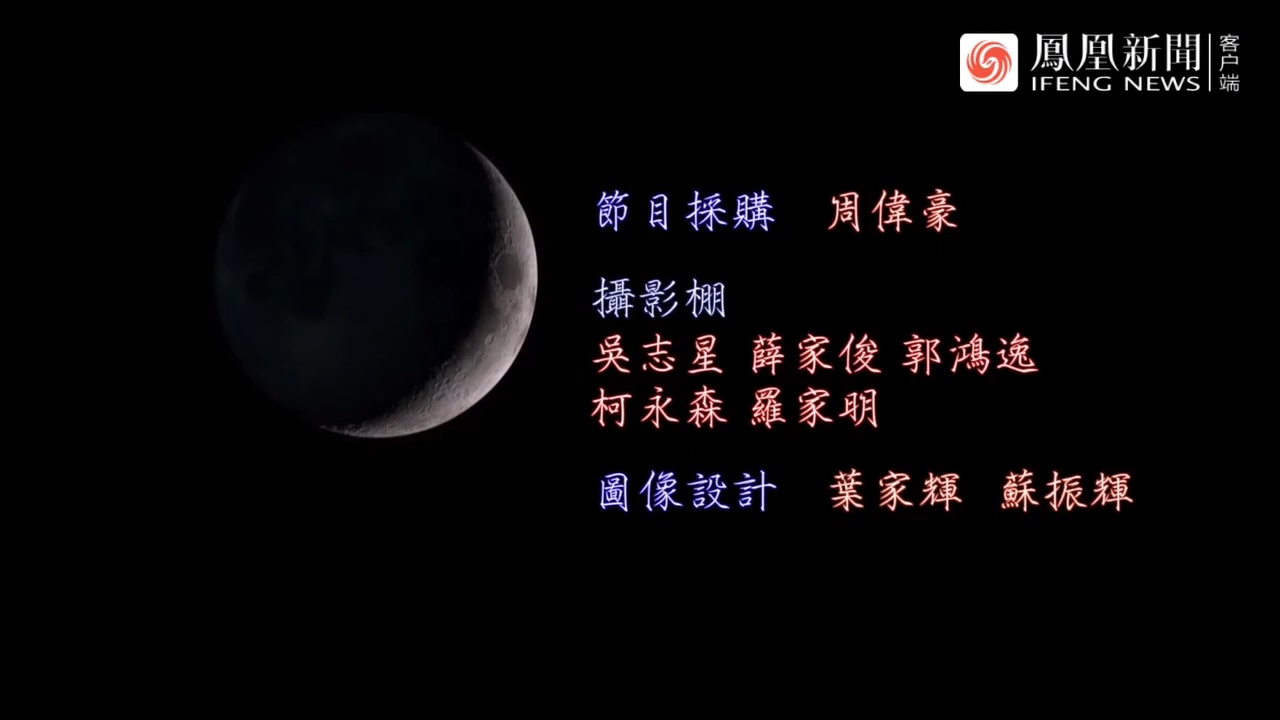 鳳凰新聞
IFENG NEWS
客户端
節目採購 周偉豪
攝影棚
吳志星 薛家俊 郭鴻逸
柯永森 羅家明
圖像設計 葉家輝 蘇振輝